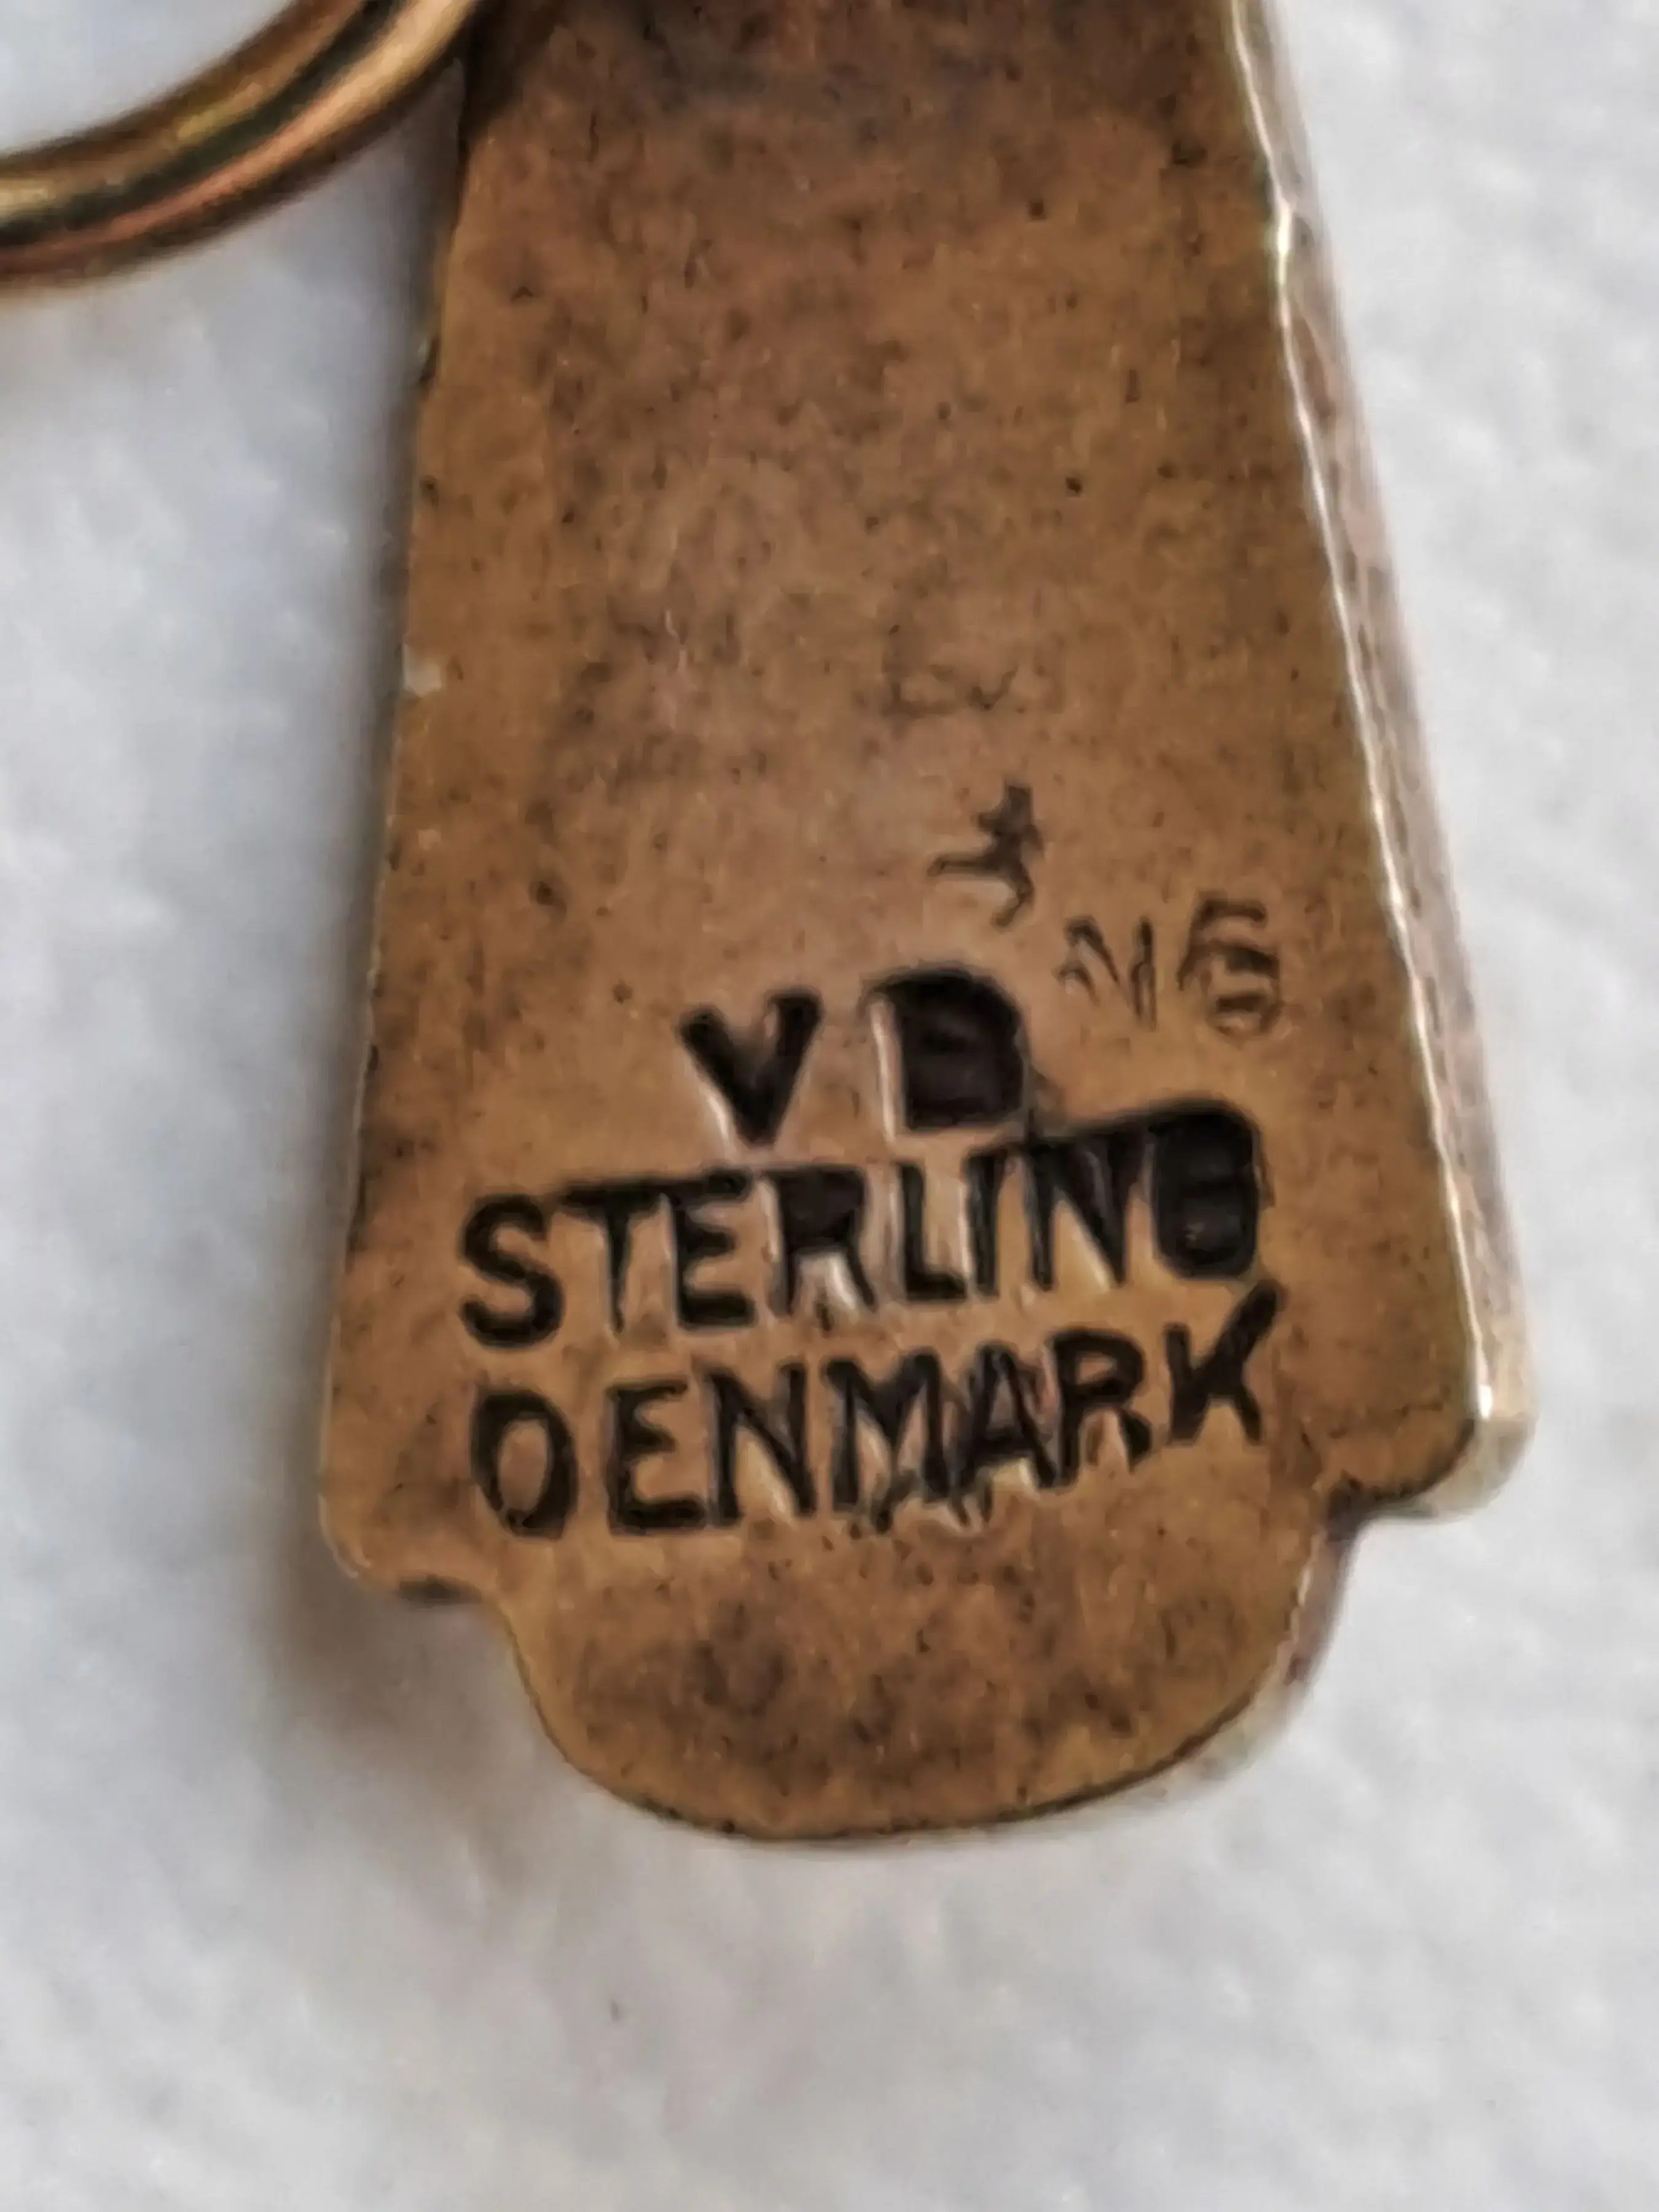 V D
STERLING
DENMARK